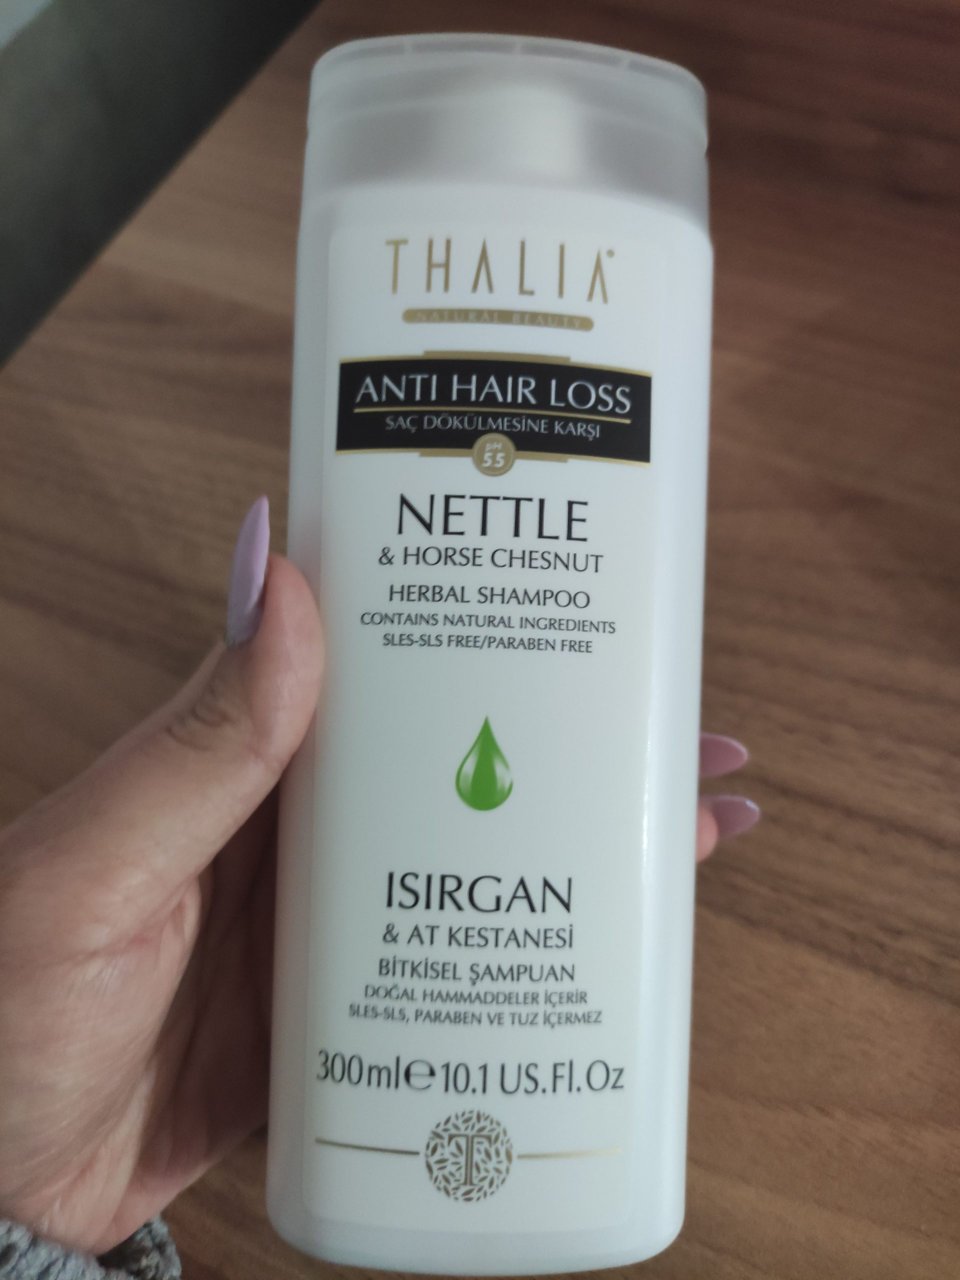 THALIA
NATURAL BEAUTY
ANTI HAIR LOSS
SAÇ DÖKÜLMESİNE KARŞI
pH
5.5
NETTLE
& HORSE CHESNUT
HERBAL SHAMPOO
CONTAINS NATURAL INGREDIENTS
SLES-SLS FREE/PARABEN FREE
ISIRGAN
& AT KESTANESİ
BİTKİSEL ŞAMPUAN
DOĞAL HAMMADDELER İÇERİR
SLES-SLS, PARABEN VE TUZ İÇERMEZ
300ml℮10.1 US.Fl.Oz
T